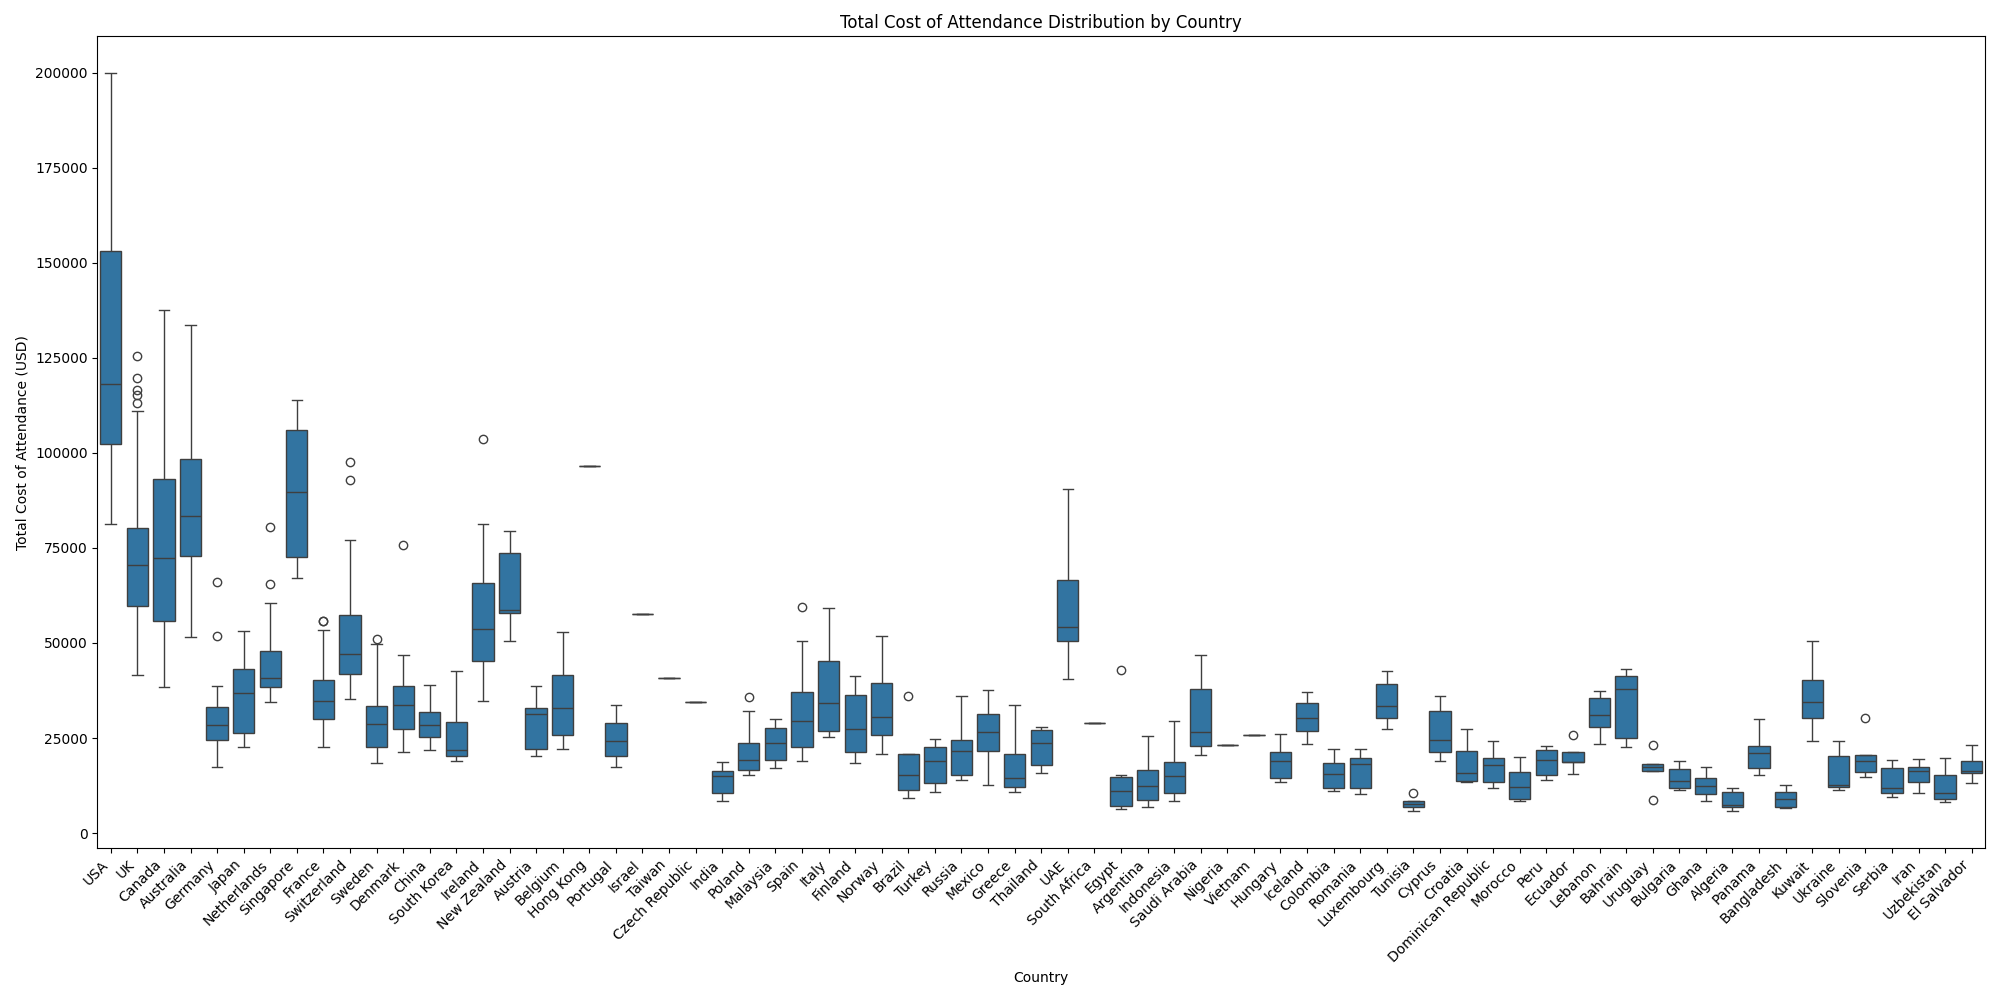 Total Cost of Attendance Distribution by Country
Total Cost of Attendance (USD)
200000
175000
150000
125000
100000
75000
50000
25000
0
USA
UK
Canada
Australia
Germany
Japan
Netherlands
Singapore
France
Switzerland
Sweden
Denmark
China
South Korea
Ireland
New Zealand
Austria
Belgium
Hong Kong
Portugal
Israel
Taiwan
Czech Republic
India
Poland
Malaysia
Spain
Italy
Finland
Norway
Brazil
Turkey
Russia
Mexico
Greece
Thailand
UAE
South Africa
Egypt
Argentina
Indonesia
Saudi Arabia
Nigeria
Vietnam
Hungary
Iceland
Colombia
Romania
Luxembourg
Tunisia
Cyprus
Croatia
Dominican Republic
Morocco
Peru
Ecuador
Lebanon
Bahrain
Uruguay
Bulgaria
Ghana
Algeria
Panama
Bangladesh
Kuwait
Ukraine
Slovenia
Serbia
Iran
Uzbekistan
El Salvador
Country